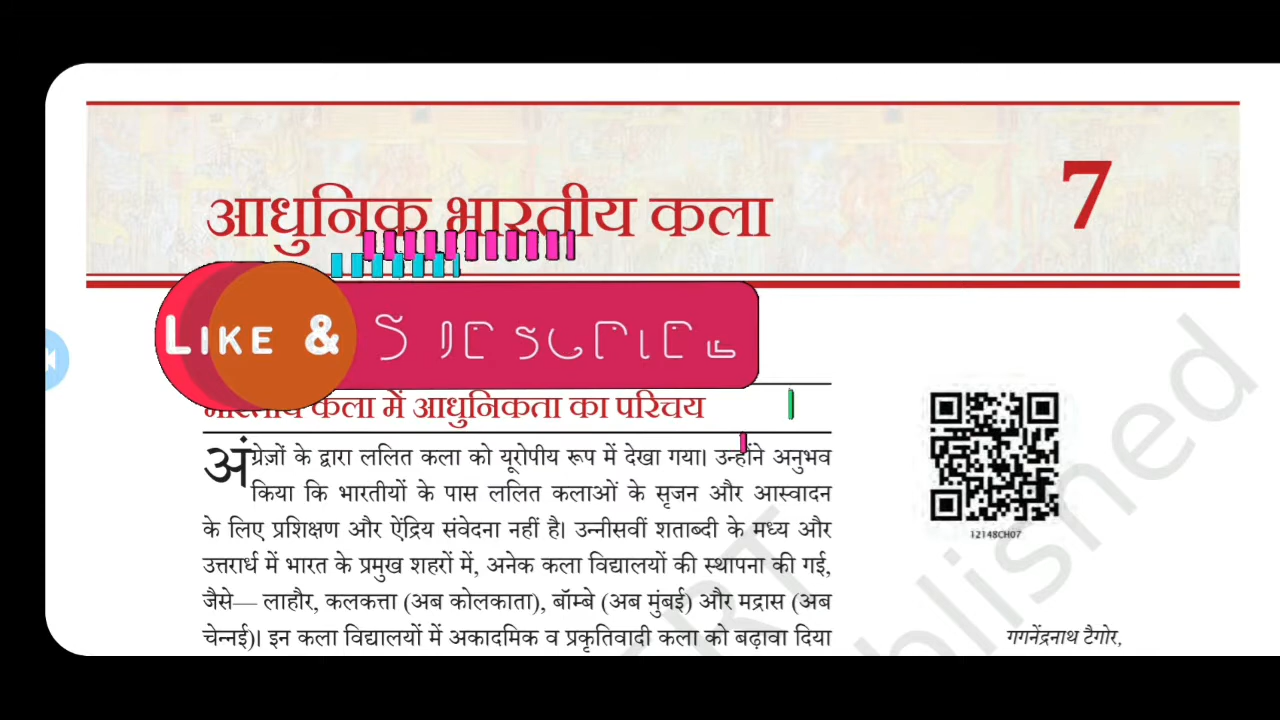 आधुनिक भारतीय कला
7
LIKE &
भारतीय कला में आधुनिकता का परिचय
अंग्रेज़ों के द्वारा ललित कला को यूरोपीय रूप में देखा गया। उन्होंने अनुभव
किया कि भारतीयों के पास ललित कलाओं के सृजन और आस्वादन
के लिए प्रशिक्षण और ऐंद्रिय संवेदना नहीं है। उन्नीसवीं शताब्दी के मध्य और
उत्तरार्ध में भारत के प्रमुख शहरों में, अनेक कला विद्यालयों की स्थापना की गई,
जैसे— लाहौर, कलकत्ता (अब कोलकाता), बॉम्बे (अब मुंबई) और मद्रास (अब
चेन्नई)। इन कला विद्यालयों में अकादमिक व प्रकृतिवादी कला को बढ़ावा दिया
12148CH07
गगनेंद्रनाथ टैगोर,
blished